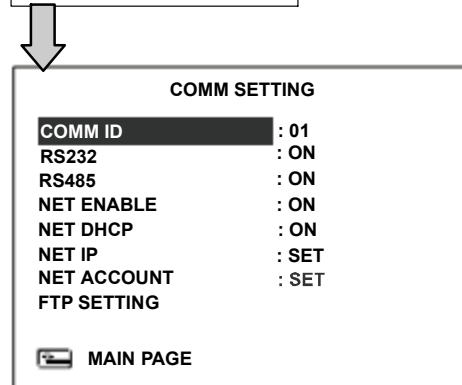 COMM SETTING
COMM ID : 01
RS232 : ON
RS485 : ON
NET ENABLE : ON
NET DHCP : ON
NET IP : SET
NET ACCOUNT : SET
FTP SETTING
MAIN PAGE